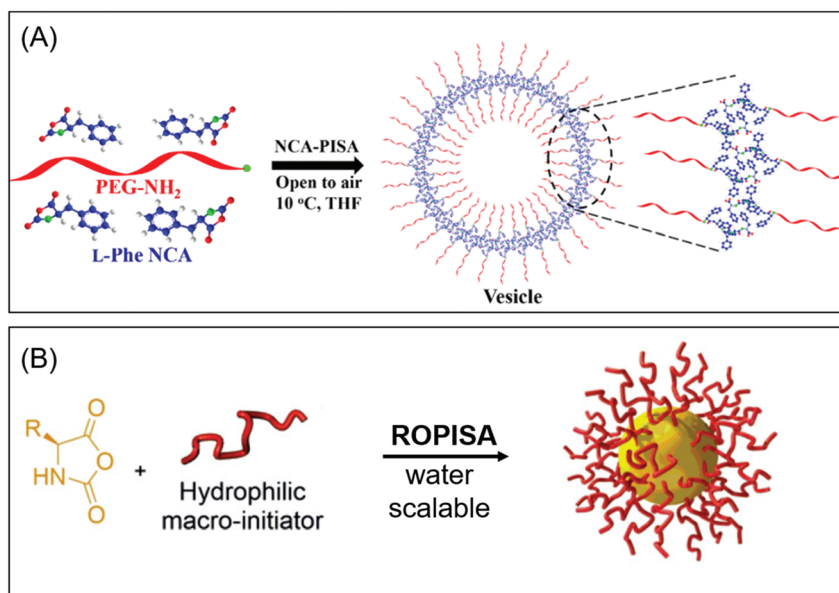 (A)
NCA-PISA
PEG-NH₂
Open to air
10 °C, THF
L-Phe NCA
Vesicle
(B)
O
R
O
HN
O
+
Hydrophilic
macro-initiator
ROPISA
water
scalable